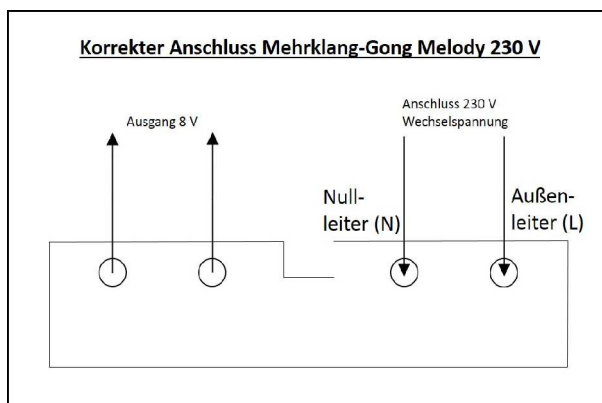 Korrekter Anschluss Mehrklang-Gong Melody 230 V
Ausgang 8 V
Anschluss 230 V
Wechselspannung
Null-
leiter (N)
Außen-
leiter (L)